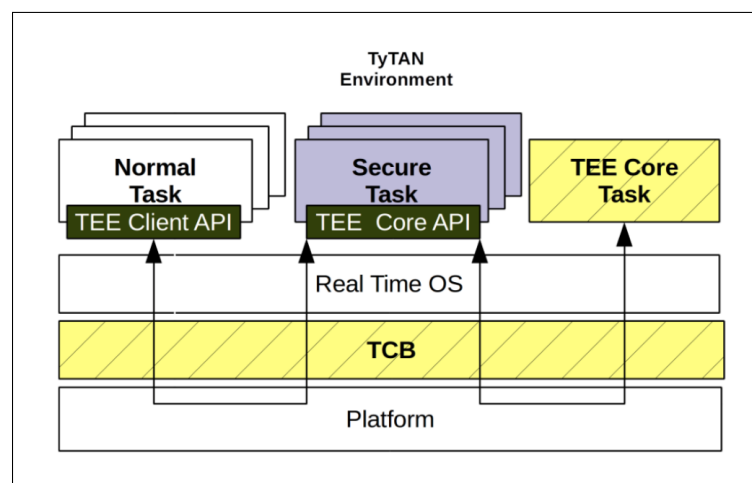 TyTAN
Environment
Normal
Task
TEE Client API
Secure
Task
TEE Core API
TEE Core
Task
Real Time OS
TCB
Platform